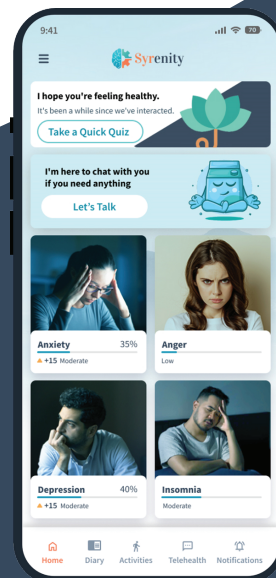 9:41
70
Syrenity
I hope you're feeling healthy.
It's been a while since we've interacted.
Take a Quick Quiz
I'm here to chat with you
if you need anything
Let's Talk
Anxiety 35%
+15 Moderate
Anger
Low
Depression 40%
+15 Moderate
Insomnia
Moderate
Home Diary Activities Telehealth Notifications